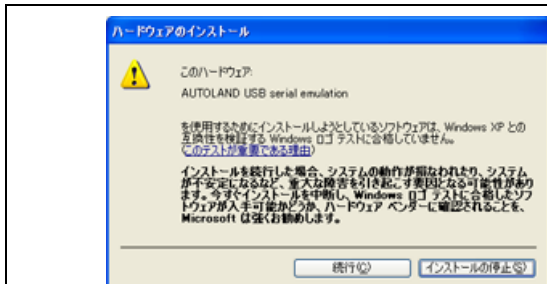 ハードウェアのインストール
このハードウェア:
AUTOLAND USB serial emulation
を使用するためにインストールしようとしているソフトウェアは、Windows XP との
互換性を検証する Windows ロゴ テストに合格していません。
(このテストが重要である理由)
インストールを続行した場合、システムの動作が損なわれたり、システム
が不安定になるなど、重大な障害を引き起こす要因となる可能性があり
ます。今すぐインストールを中断し、Windows ロゴ テストに合格したソフ
トウェアが入手可能かどうか、ハードウェア ベンダーに確認されることを、
Microsoft は強くお勧めします。
続行(C)
インストールの停止(S)